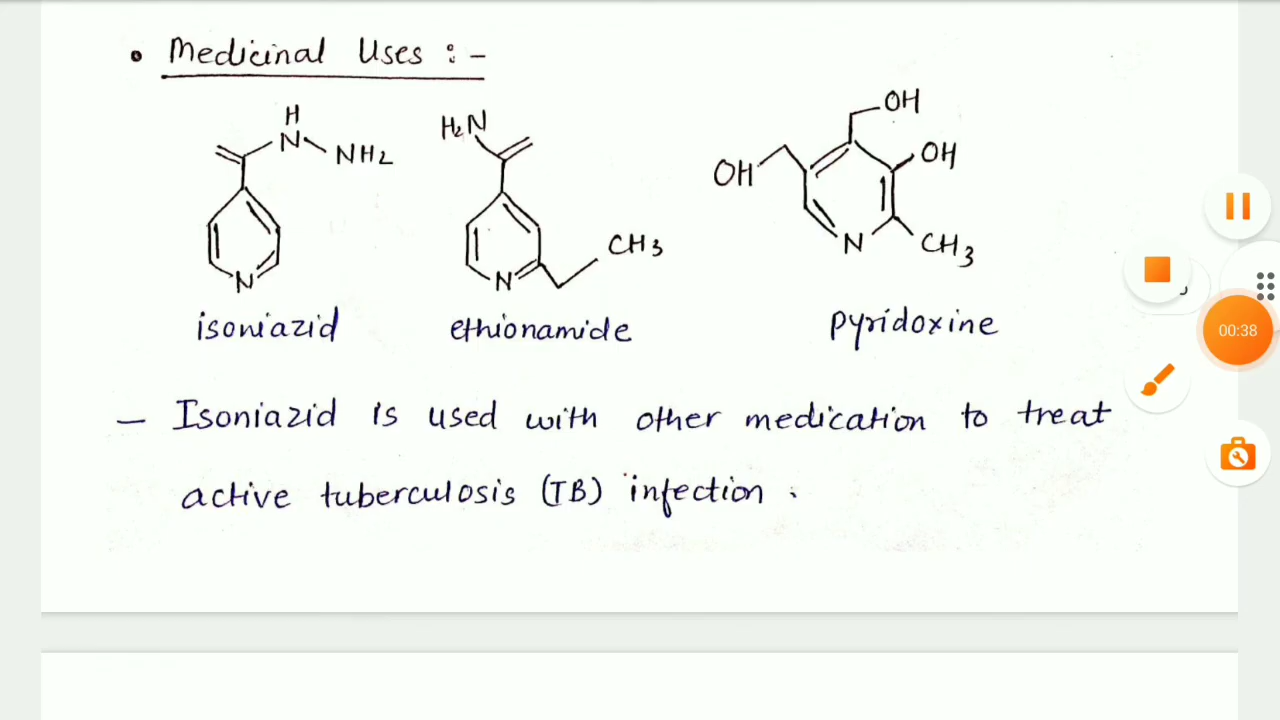 • Medicinal Uses :-
H
N NH2
H2N
CH3
N
N
OH
OH
OH
N
CH3
isoniazid ethionamide pyridoxine
00:38
– Isoniazid is used with other medication to treat
active tuberculosis (TB) infection .